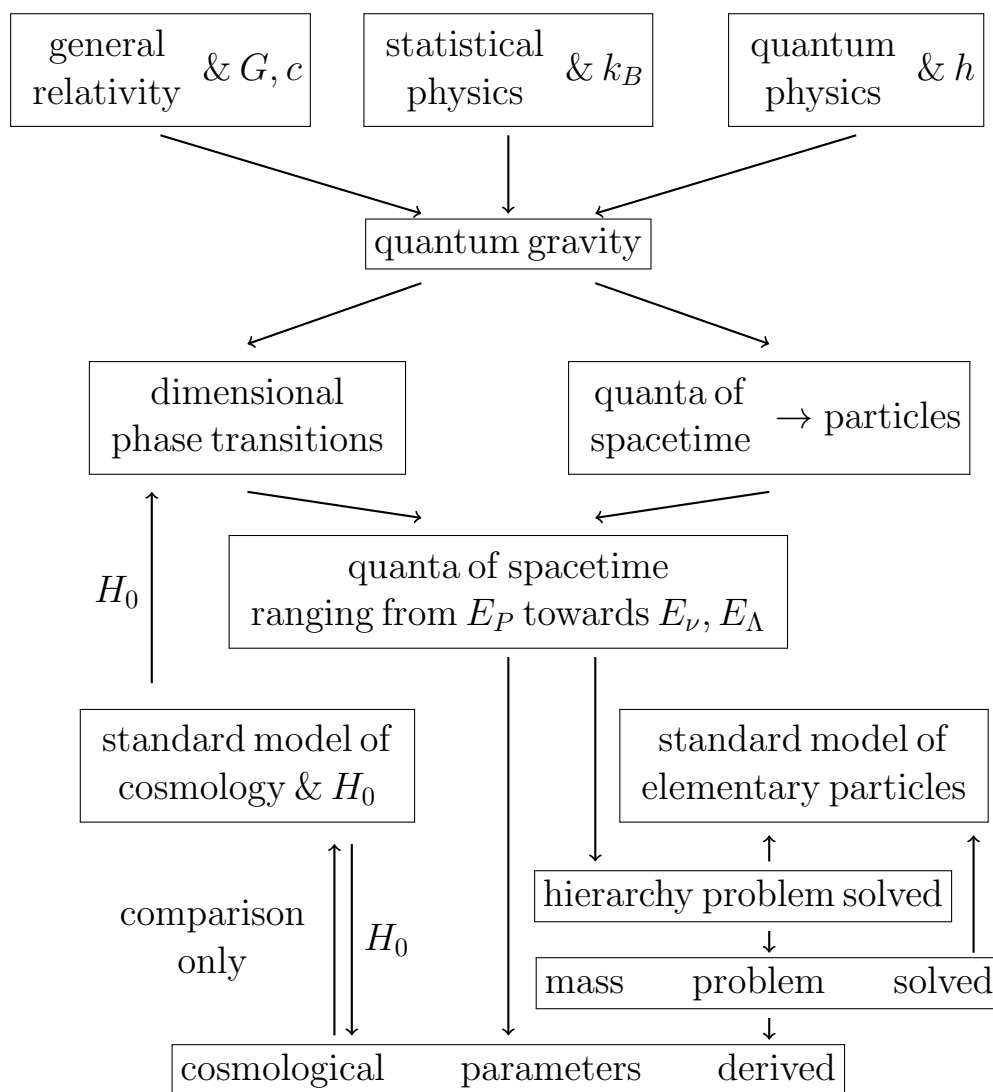 general
relativity & G, c
statistical
physics & k_B
quantum
physics & h
quantum gravity
dimensional
phase transitions
quanta of
spacetime → particles
quanta of spacetime
ranging from E_P towards E_ν, E_Λ
H_0
standard model of
cosmology & H_0
standard model of
elementary particles
hierarchy problem solved
comparison
only
H_0
mass problem solved
cosmological parameters derived